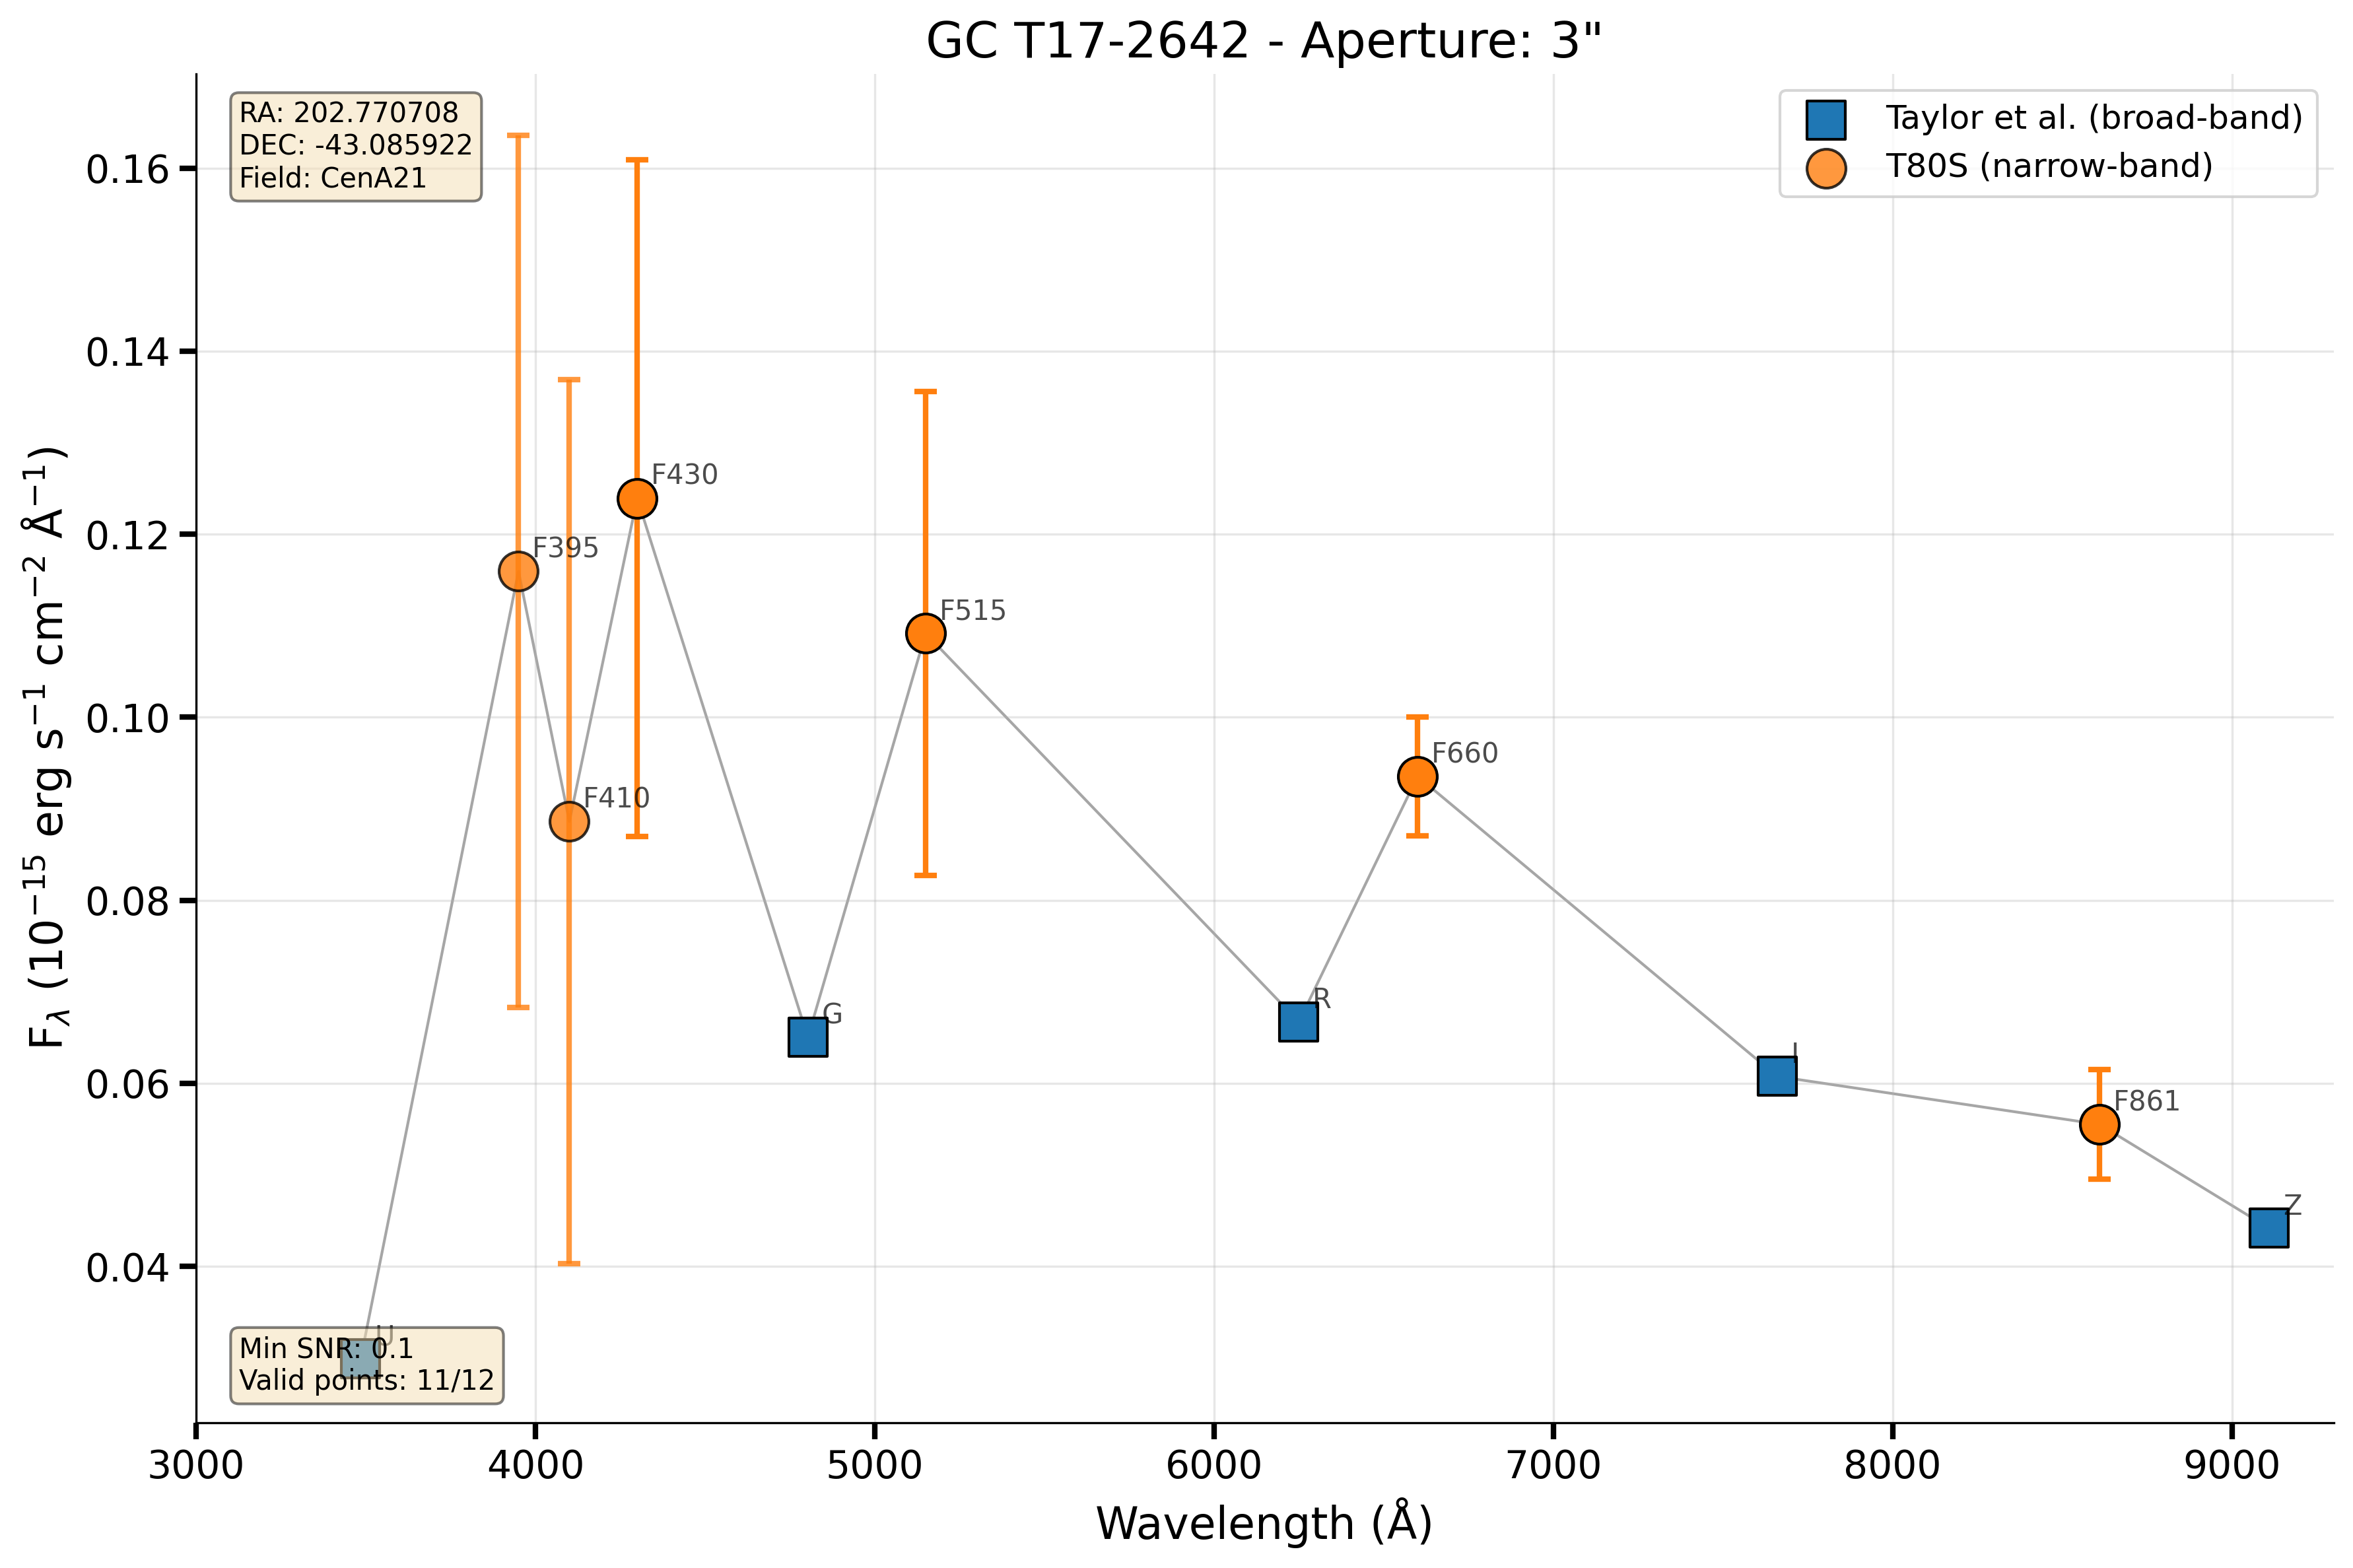 GC T17-2642 - Aperture: 3"
RA: 202.770708
DEC: -43.085922
Field: CenA21
Taylor et al. (broad-band)
T80S (narrow-band)
0.16
0.14
0.12
0.10
0.08
0.06
0.04
F_λ (10⁻¹⁵ erg s⁻¹ cm⁻² Å⁻¹)
F395
F410
F430
G
F515
R
F660
I
F861
Z
U
Min SNR: 0.1
Valid points: 11/12
3000 4000 5000 6000 7000 8000 9000
Wavelength (Å)